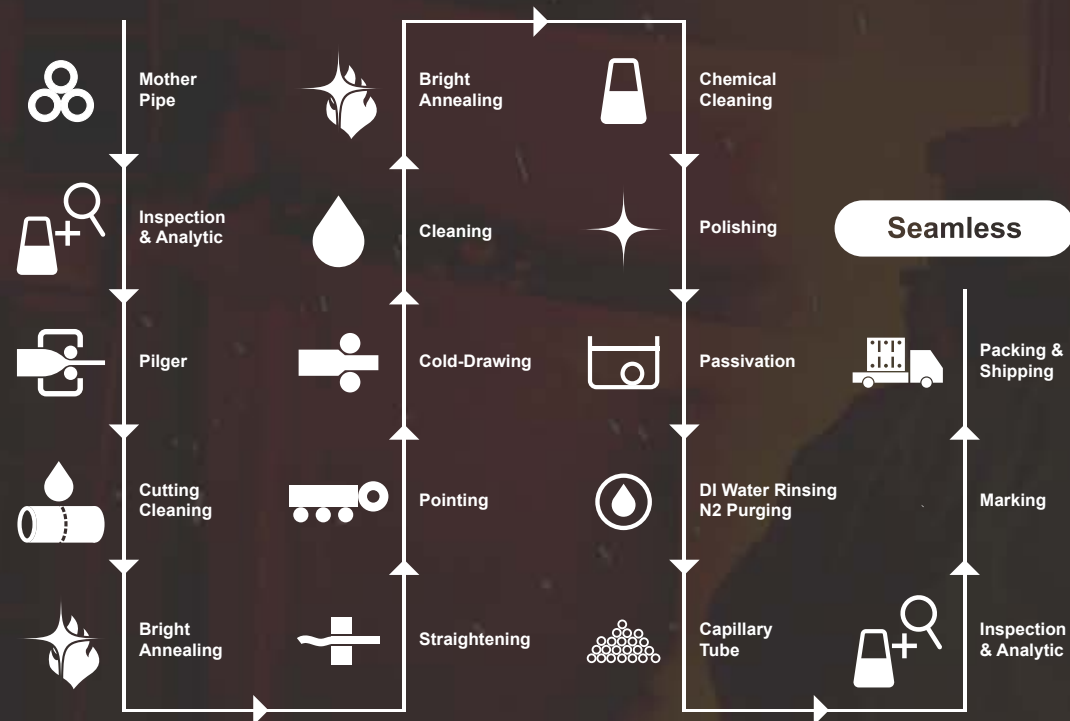 Mother
Pipe
Inspection
& Analytic
Pilger
Cutting
Cleaning
Bright
Annealing
Straightening
Pointing
Cold-Drawing
Cleaning
Bright
Annealing
Chemical
Cleaning
Polishing
Passivation
DI Water Rinsing
N2 Purging
Capillary
Tube
Inspection
& Analytic
Marking
Packing &
Shipping
Seamless